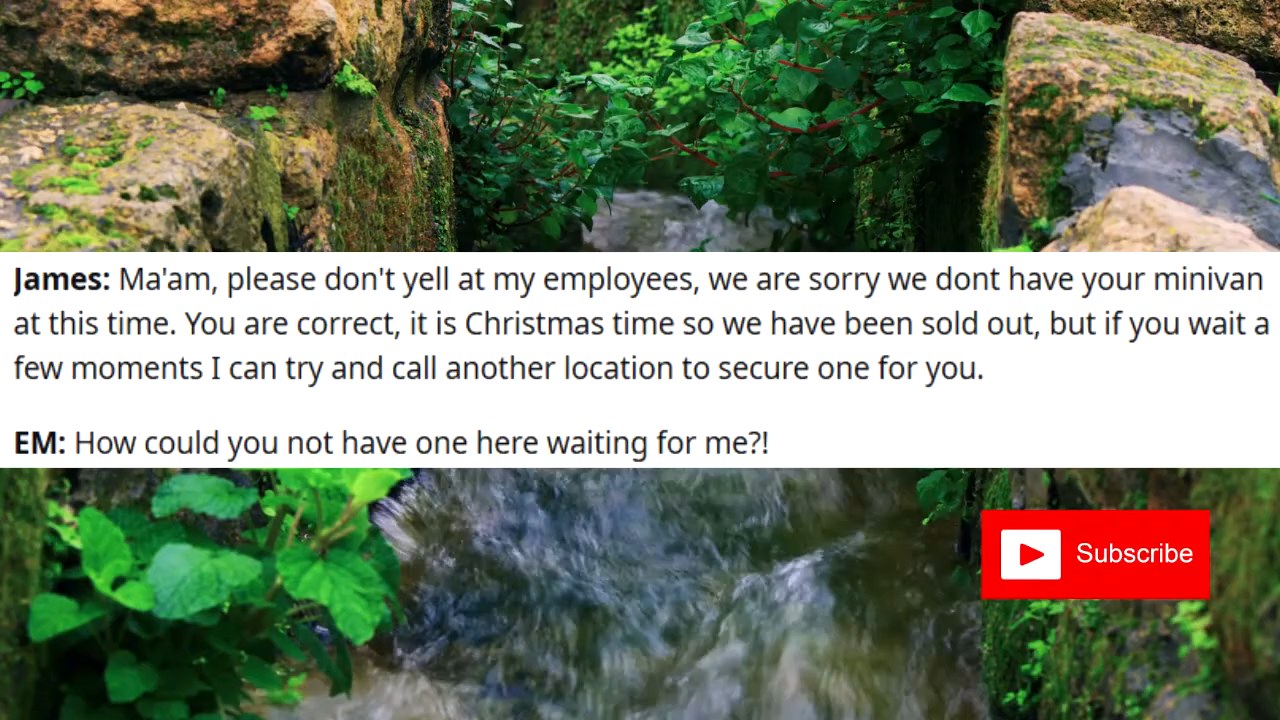 James: Ma'am, please don't yell at my employees, we are sorry we dont have your minivan
at this time. You are correct, it is Christmas time so we have been sold out, but if you wait a
few moments I can try and call another location to secure one for you.
EM: How could you not have one here waiting for me?!
Subscribe